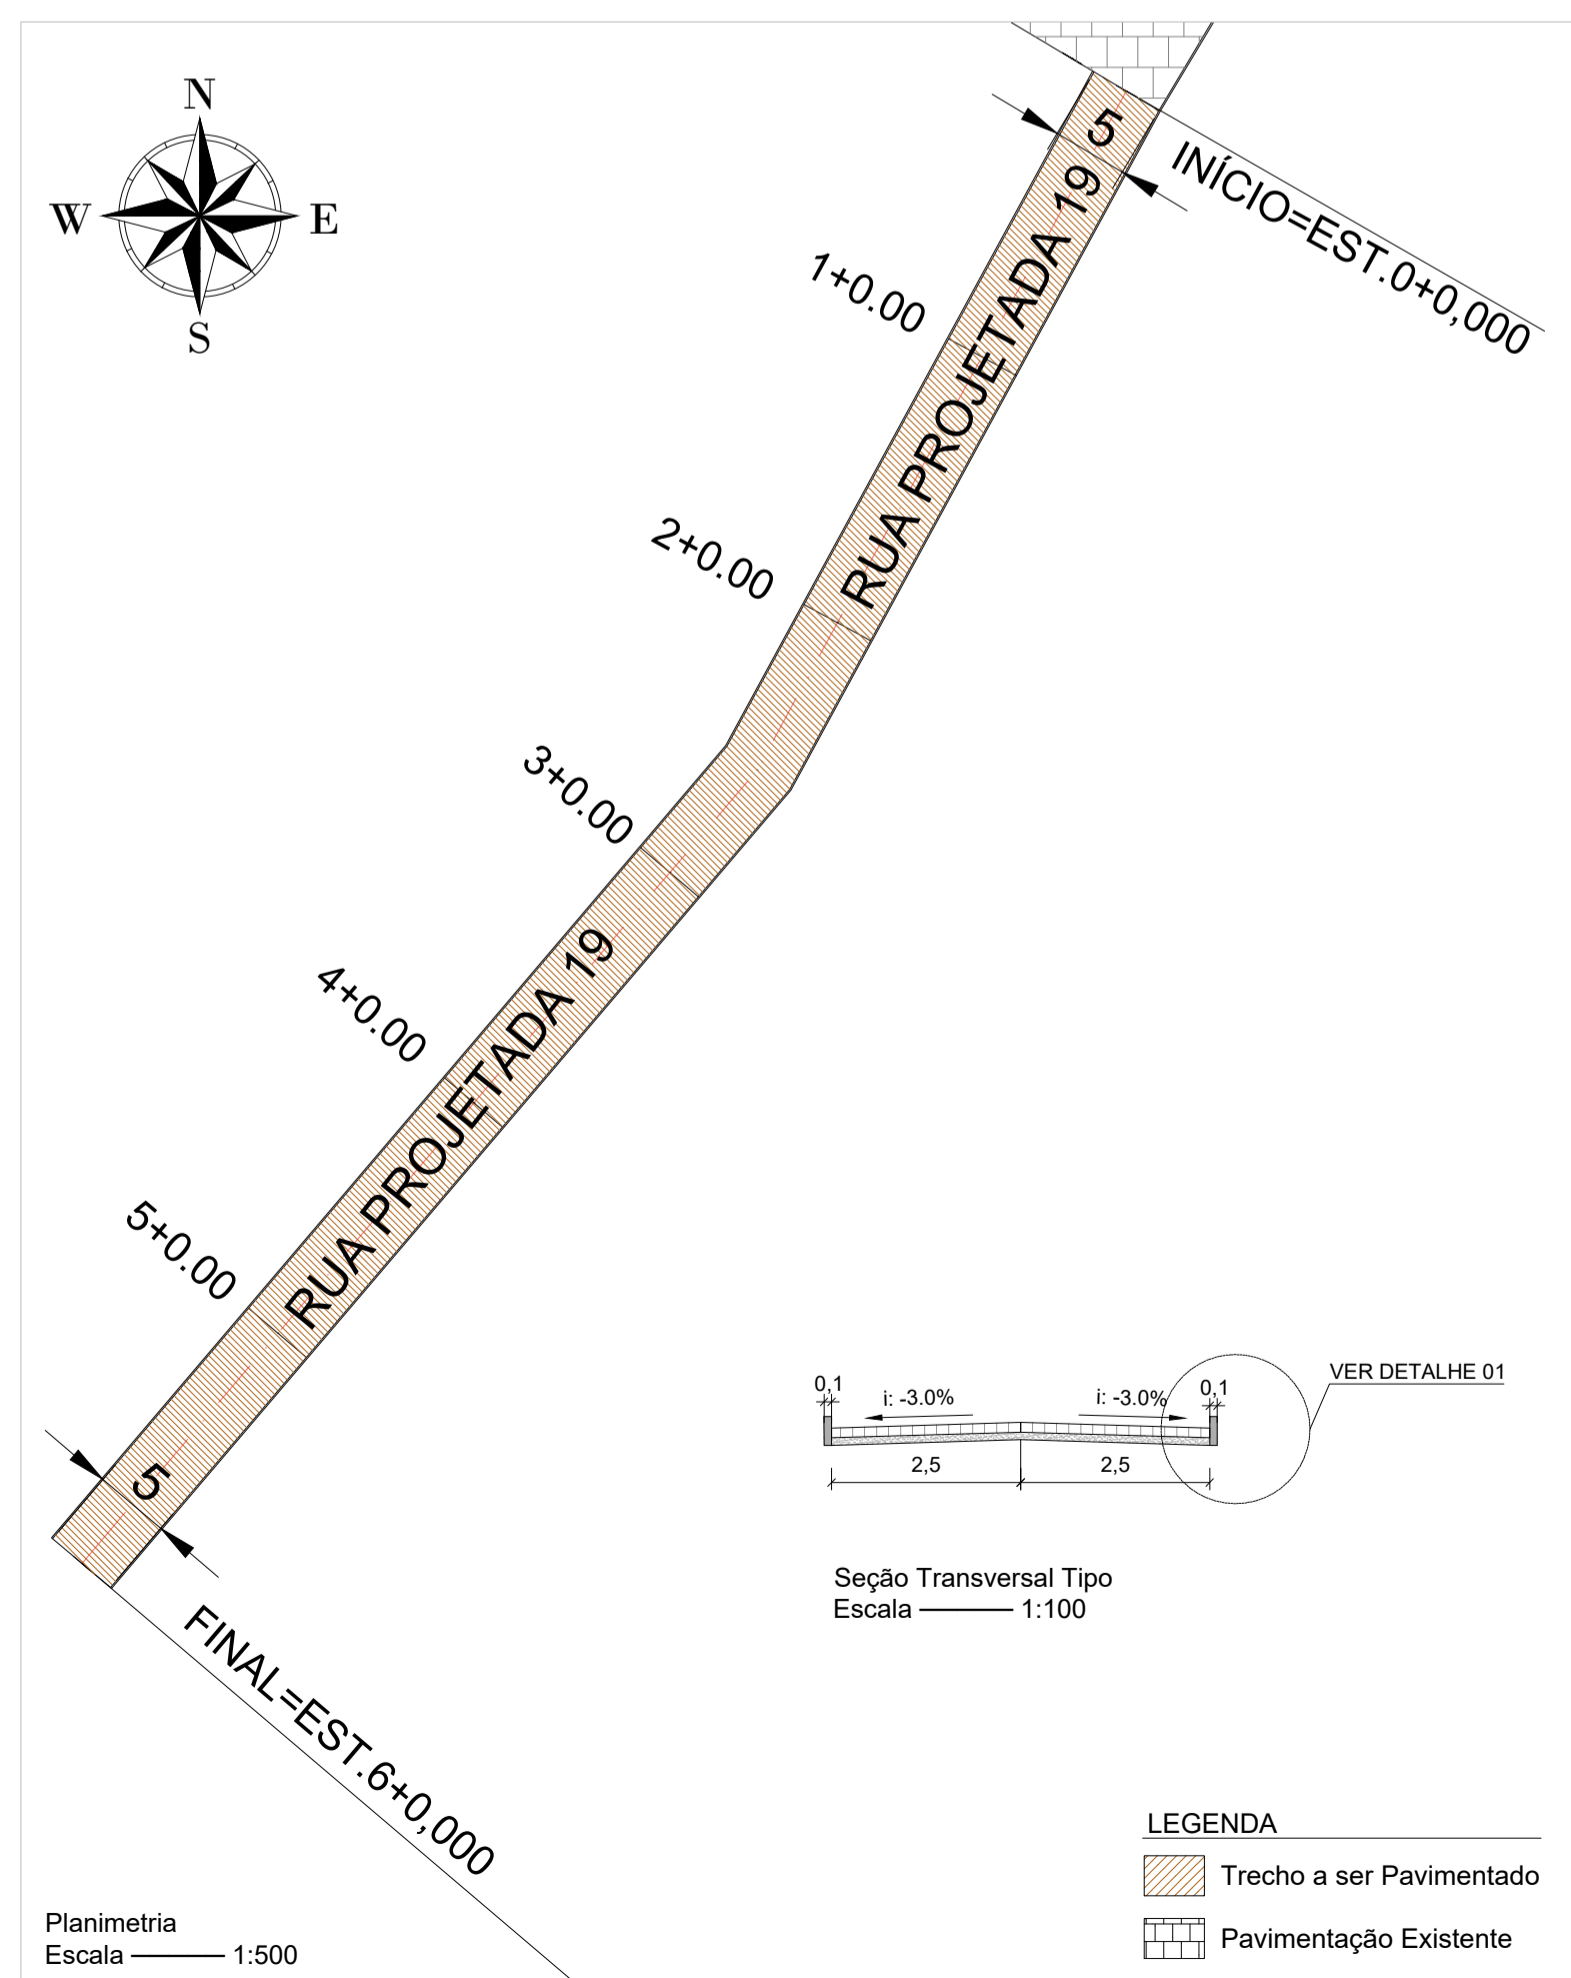 N
W
E
S
5
INÍCIO=EST.0+0,000
RUA PROJETADA 19
1+0.00
2+0.00
3+0.00
RUA PROJETADA 19
4+0.00
5+0.00
5
FINAL=EST.6+0,000
VER DETALHE 01
0,1
i: -3.0%
i: -3.0%
0,1
2,5
2,5
Seção Transversal Tipo
Escala 1:100
LEGENDA
Trecho a ser Pavimentado
Pavimentação Existente
Planimetria
Escala 1:500